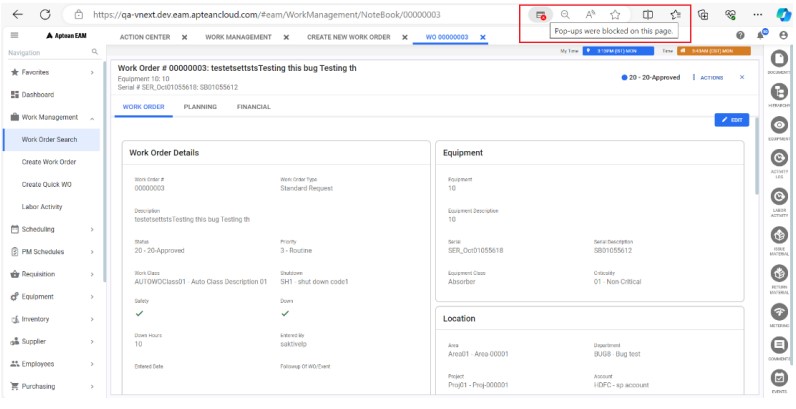 https://qa-vnext.dev.eam.apteancloud.com/#eam/WorkManagement/NoteBook/00000003
Pop-ups were blocked on this page.
Aptean EAM
ACTION CENTER ×
WORK MANAGEMENT ×
CREATE NEW WORK ORDER ×
WO 00000003 ×
Navigation
My Time
Time
Favorites
Dashboard
Work Management
Work Order Search
Create Work Order
Create Quick WO
Labor Activity
Scheduling
PM Schedules
Requisition
Equipment
Inventory
Supplier
Employees
Purchasing
Work Order # 00000003: testetsettstsTesting this bug Testing th
Equipment 10: 10
Serial # SER_Oct01055618: SB01055612
20 - 20-Approved
ACTIONS
×
WORK ORDER
PLANNING
FINANCIAL
EDIT
Work Order Details
Work Order #
00000003
Work Order Type
Standard Request
Description
testetsettstsTesting this bug Testing th
Status
20 - 20-Approved
Priority
3 - Routine
Work Class
AUTOWOClass01 - Auto Class Description 01
Shutdown
SH1 - shut down code1
Safety
Down
Down Hours
10
Entered By
saktivelp
Entered Date
Followup Of WO/Event
Equipment
Equipment
10
Equipment Description
10
Serial
SER_Oct01055618
Serial Description
SB01055612
Equipment Class
Absorber
Criticality
01 - Non Critical
Location
Area
Area01 - Area-00001
Department
BUG8 - Bug test
Project
Proj01 - Proj-000001
Account
HDFC - sp account
DOCUMENTS
HIERARCHY
EQUIPMENT
ACTIVITY
LOG
LABOR
ACTIVITY
ISSUE
MATERIAL
RETURN
MATERIAL
METERING
COMMENTS
EVENTS